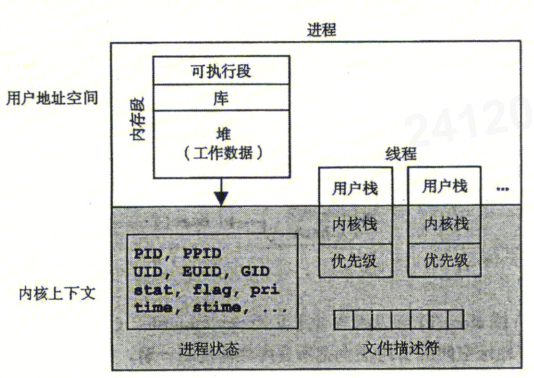 进程
用户地址空间
内存段
可执行段
库
堆
（工作数据）
线程
用户栈
用户栈
...
内核栈
内核栈
优先级
优先级
内核上下文
PID, PPID
UID, EUID, GID
stat, flag, pri
time, stime, ...
进程状态
文件描述符
24120